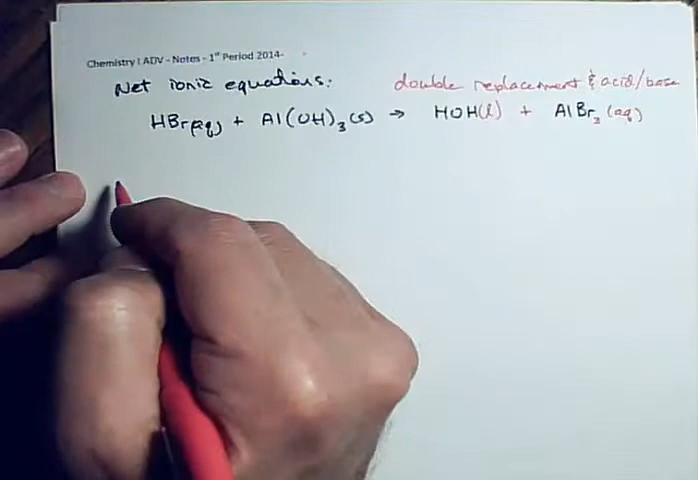 Chemistry I ADV - Notes - 1st Period 2014-
Net ionic equations: double replacement & acid/base
HBr(aq) + Al(OH)₃(s) → HOH(l) + AlBr₃(aq)